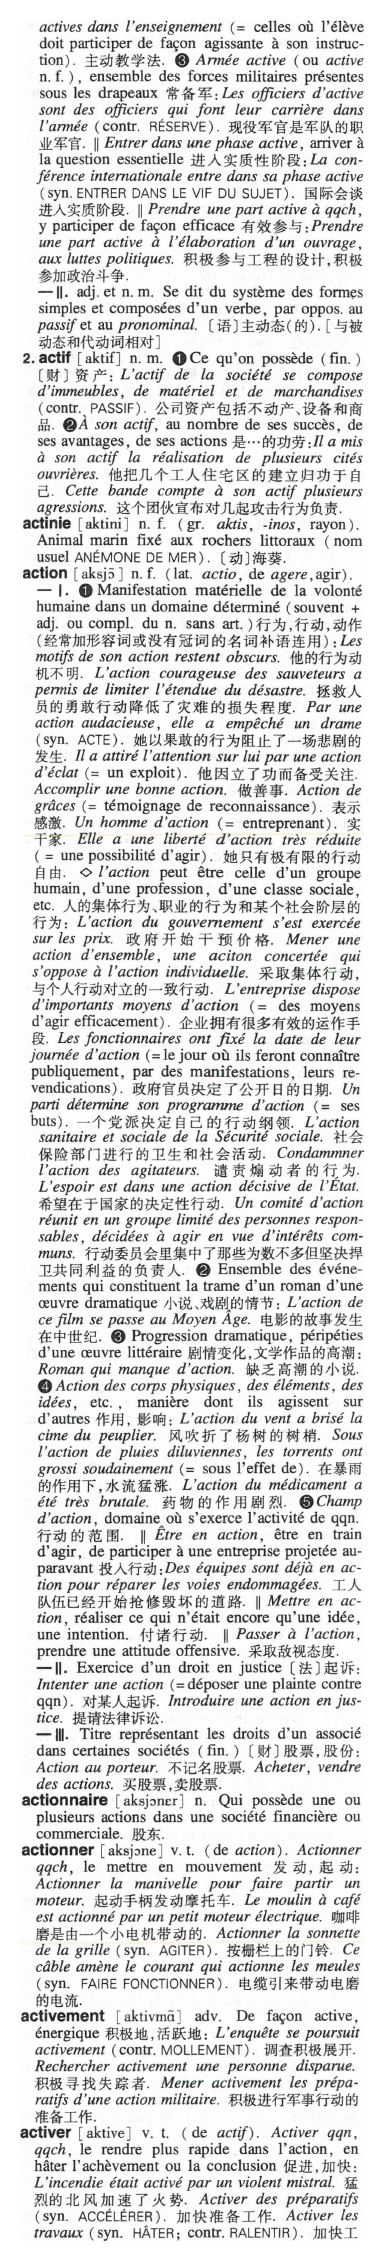 actives dans l'enseignement (= celles où l'élève
doit participer de façon agissante à son instruc-
tion). 主动教学法. ❸ Armée active (ou active
n. f.), ensemble des forces militaires présentes
sous les drapeaux 常备军: Les officiers d'active
sont des officiers qui font leur carrière dans
l'armée (contr. RÉSERVE). 现役军官是军队的职
业军官. ‖ Entrer dans une phase active, arriver à
la question essentielle 进入实质性阶段: La con-
férence internationale entre dans sa phase active
(syn. ENTRER DANS LE VIF DU SUJET). 国际会谈
进入实质阶段. ‖ Prendre une part active à qqch,
y participer de façon efficace 有效参与: Prendre
une part active à l'élaboration d'un ouvrage,
aux luttes politiques. 积极参与工程的设计,积极
参加政治斗争.
— II. adj. et n. m. Se dit du système des formes
simples et composées d'un verbe, par oppos. au
passif et au pronominal. 〔语〕主动态(的). [与被
动态和代动词相对]
2. actif [aktif] n. m. ❶ Ce qu'on possède (fin.)
〔财〕资产: L'actif de la société se compose
d'immeubles, de matériel et de marchandises
(contr. PASSIF). 公司资产包括不动产、设备和商
品. ❷ À son actif, au nombre de ses succès, de
ses avantages, de ses actions 是…的功劳: Il a mis
à son actif la réalisation de plusieurs cités
ouvrières. 他把几个工人住宅区的建立归功于自
己. Cette bande compte à son actif plusieurs
agressions. 这个团伙宣布对几起攻击行为负责.
actinie [aktini] n. f. (gr. aktis, -inos, rayon).
Animal marin fixé aux rochers littoraux (nom
usuel ANÉMONE DE MER). 〔动〕海葵.
action [aksjɔ̃] n. f. (lat. actio, de agere, agir).
— I. ❶ Manifestation matérielle de la volonté
humaine dans un domaine déterminé (souvent +
adj. ou compl. du n. sans art.) 行为,行动,动作
(经常加形容词或没有冠词的名词补语连用): Les
motifs de son action restent obscurs. 他的行为动
机不明. L'action courageuse des sauveteurs a
permis de limiter l'étendue du désastre. 拯救人
员的勇敢行动降低了灾难的损失程度. Par une
action audacieuse, elle a empêché un drame
(syn. ACTE). 她以果敢的行为阻止了一场悲剧的
发生. Il a attiré l'attention sur lui par une action
d'éclat (= un exploit). 他因立了功而备受关注.
Accomplir une bonne action. 做善事. Action de
grâces (= témoignage de reconnaissance). 表示
感激. Un homme d'action (= entreprenant). 实
干家. Elle a une liberté d'action très réduite
(= une possibilité d'agir). 她只有极有限的行动
自由. ◇ l'action peut être celle d'un groupe
humain, d'une profession, d'une classe sociale,
etc. 人的集体行为、职业的行为和某个社会阶层的
行为: L'action du gouvernement s'est exercée
sur les prix. 政府开始干预价格. Mener une
action d'ensemble, une aciton concertée qui
s'oppose à l'action individuelle. 采取集体行动,
与个人行动对立的一致行动. L'entreprise dispose
d'importants moyens d'action (= des moyens
d'agir efficacement). 企业拥有很多有效的运作手
段. Les fonctionnaires ont fixé la date de leur
journée d'action (= le jour où ils feront connaître
publiquement, par des manifestations, leurs re-
vendications). 政府官员决定了公开日的日期. Un
parti détermine son programme d'action (= ses
buts). 一个党派决定自己的行动纲领. L'action
sanitaire et sociale de la Sécurité sociale. 社会
保险部门进行的卫生和社会活动. Condammner
l'action des agitateurs. 谴责煽动者的行为.
L'espoir est dans une action décisive de l'État.
希望在于国家的决定性行动. Un comité d'action
réunit en un groupe limité des personnes respon-
sables, décidées à agir en vue d'intérêts com-
muns. 行动委员会里集中了那些为数不多但坚决捍
卫共同利益的负责人. ❷ Ensemble des événe-
ments qui constituent la trame d'un roman d'une
œuvre dramatique 小说、戏剧的情节: L'action de
ce film se passe au Moyen Âge. 电影的故事发生
在中世纪. ❸ Progression dramatique, péripéties
d'une œuvre littéraire 剧情变化,文学作品的高潮:
Roman qui manque d'action. 缺乏高潮的小说.
❹ Action des corps physiques, des éléments, des
idées, etc., manière dont ils agissent sur
d'autres 作用, 影响: L'action du vent a brisé la
cime du peuplier. 风吹折了杨树的树梢. Sous
l'action de pluies diluviennes, les torrents ont
grossi soudainement (= sous l'effet de). 在暴雨
的作用下,水流猛涨. L'action du médicament a
été très brutale. 药物的作用剧烈. ❺ Champ
d'action, domaine où s'exerce l'activité de qqn.
行动的范围. ‖ Être en action, être en train
d'agir, de participer à une entreprise projetée au-
paravant 投入行动: Des équipes sont déjà en ac-
tion pour réparer les voies endommagées. 工人
队伍已经开始抢修毁坏的道路. ‖ Mettre en ac-
tion, réaliser ce qui n'était encore qu'une idée,
une intention. 付诸行动. ‖ Passer à l'action,
prendre une attitude offensive. 采取敌视态度.
— II. Exercice d'un droit en justice 〔法〕起诉:
Intenter une action (= déposer une plainte contre
qqn). 对某人起诉. Introduire une action en jus-
tice. 提请法律诉讼.
— III. Titre représentant les droits d'un associé
dans certaines sociétés (fin.) 〔财〕股票,股份:
Action au porteur. 不记名股票. Acheter, vendre
des actions. 买股票,卖股票.
actionnaire [aksjɔnɛr] n. Qui possède une ou
plusieurs actions dans une société financière ou
commerciale. 股东.
actionner [aksjɔne] v. t. (de action). Actionner
qqch, le mettre en mouvement 发动, 起动:
Actionner la manivelle pour faire partir un
moteur. 起动手柄发动摩托车. Le moulin à café
est actionné par un petit moteur électrique. 咖啡
磨是由一个小电机带动的. Actionner la sonnette
de la grille (syn. AGITER). 按栅栏上的门铃. Ce
câble amène le courant qui actionne les meules
(syn. FAIRE FONCTIONNER). 电缆引来带动电磨
的电流.
activement [aktivmɑ̃] adv. De façon active,
énergique 积极地,活跃地: L'enquête se poursuit
activement (contr. MOLLEMENT). 调查积极展开.
Rechercher activement une personne disparue.
积极寻找失踪者. Mener activement les prépa-
ratifs d'une action militaire. 积极进行军事行动的
准备工作.
activer [aktive] v. t. (de actif). Activer qqn,
qqch, le rendre plus rapide dans l'action, en
hâter l'achèvement ou la conclusion 促进,加快:
L'incendie était activé par un violent mistral. 猛
烈的北风加速了火势. Activer des préparatifs
(syn. ACCÉLÉRER). 加快准备工作. Activer les
travaux (syn. HÂTER; contr. RALENTIR). 加快工